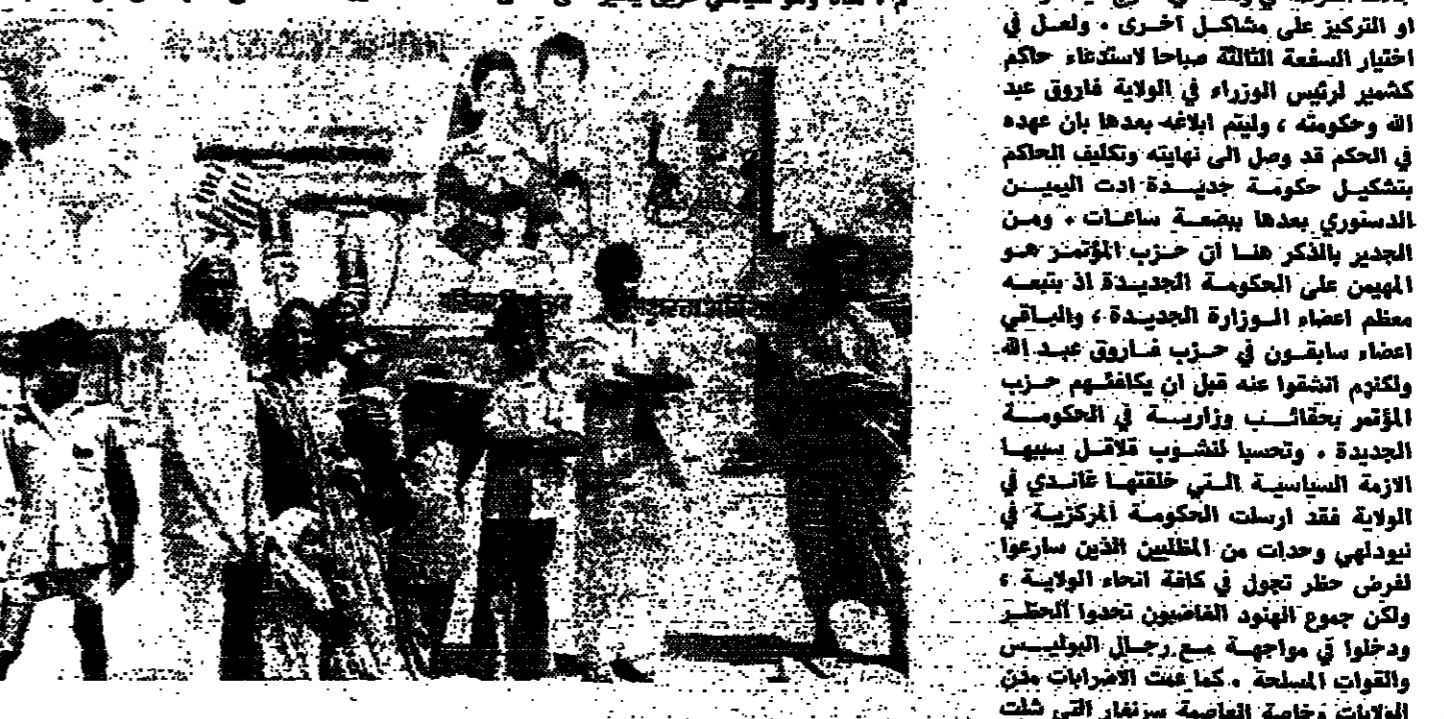 او التركيز على مشاكل اخرى . ولعل في
اختيار الساعة الثالثة صباحا لاستدعاء حاكم
كشمير لرئيس الوزراء في الولاية فاروق عبد
الله وحكومته ، وليتم ابلاغه بعدها بان عهده
في الحكم قد وصل الى نهايته وتكليف الحاكم
بتشكيل حكومة جديدة ادت اليمين
الدستوري بعدها ببضعة ساعات . ومن
الجدير بالذكر هنا أن حزب المؤتمر هو
المهيمن على الحكومة الجديدة اذ يتبعه
معظم اعضاء الوزارة الجديدة ، والباقي
اعضاء سابقون في حزب فاروق عبد الله
ولكنهم انشقوا عنه قبل ان يكافئهم حزب
المؤتمر بحقائب وزارية في الحكومة
الجديدة . وتحسبا لنشوب قلاقل سببها
الازمة السياسية التي خلقتها غاندي في
الولاية فقد ارسلت الحكومة المركزية في
نيودلهي وحدات من المظليين الذين سارعوا
لفرض حظر تجول في كافة انحاء الولاية ،
ولكن جموع الهنود الغاضبون تحدوا الحظر
ودخلوا في مواجهة مع رجال البوليس
والقوات المسلحة . كما عمت الاضرابات مدن
الولايات وخاصة العاصمة سرنغار التي شلت